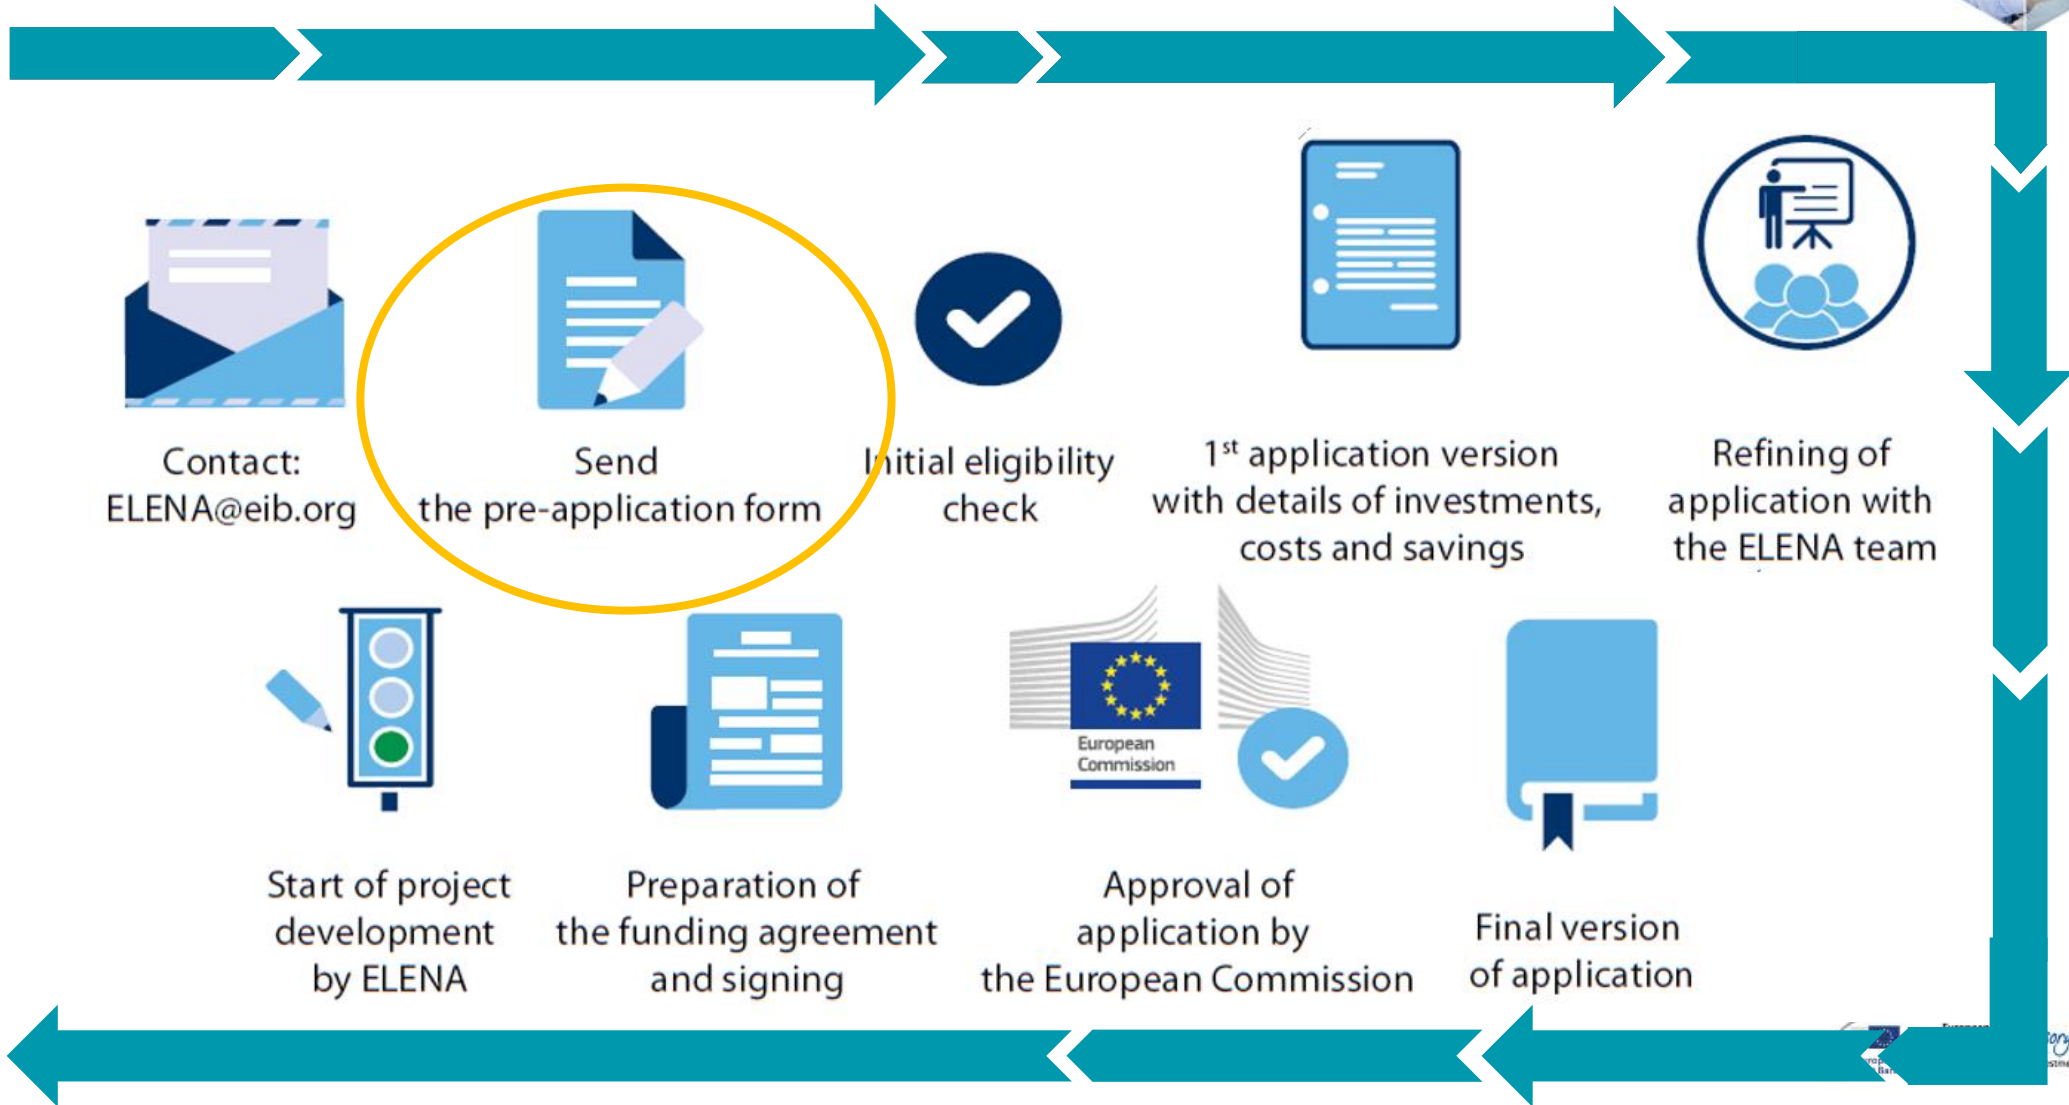 Contact:
ELENA@eib.org
Send
the pre-application form
Initial eligibility
check
1st application version
with details of investments,
costs and savings
Refining of
application with
the ELENA team
European
Commission
Start of project
development
by ELENA
Preparation of
the funding agreement
and signing
Approval of
application by
the European Commission
Final version
of application